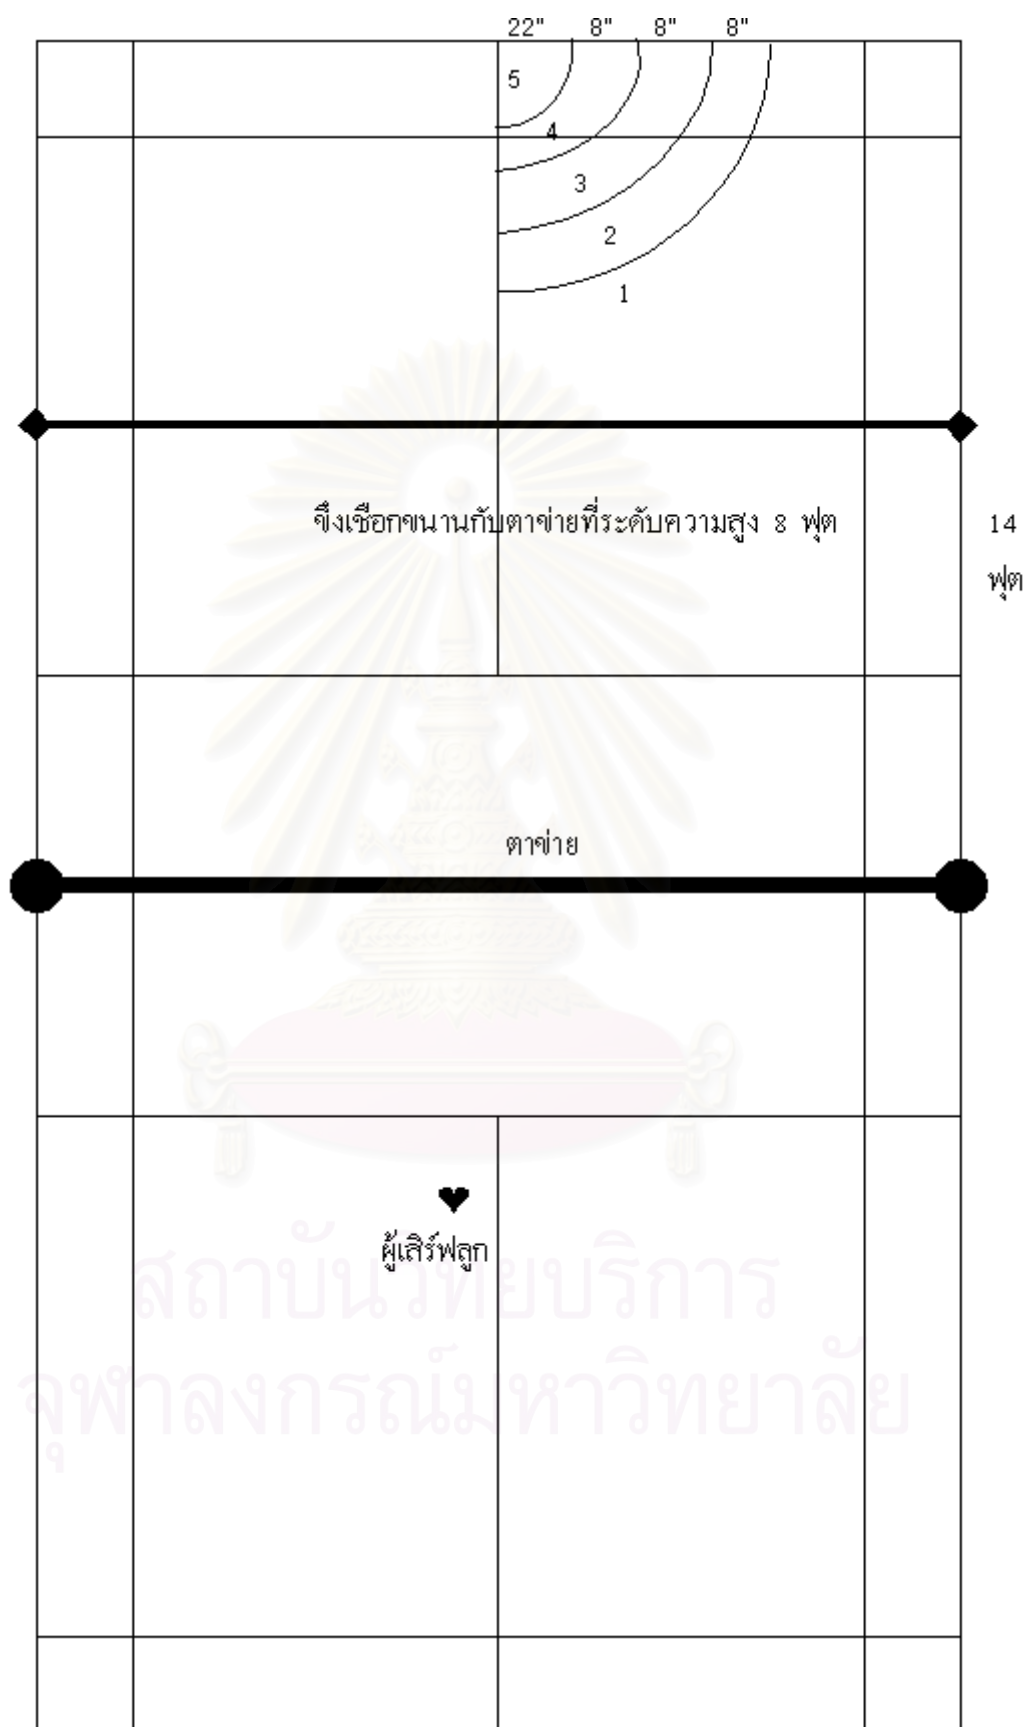 22" 8" 8" 8"
5
4
3
2
1
ขึงเชือกขนานกับตาข่ายที่ระดับความสูง 8 ฟุต
14
ฟุต
ตาข่าย
ผู้เสิร์ฟลูก
สถาบันวิทยบริการ
จุฬาลงกรณ์มหาวิทยาลัย